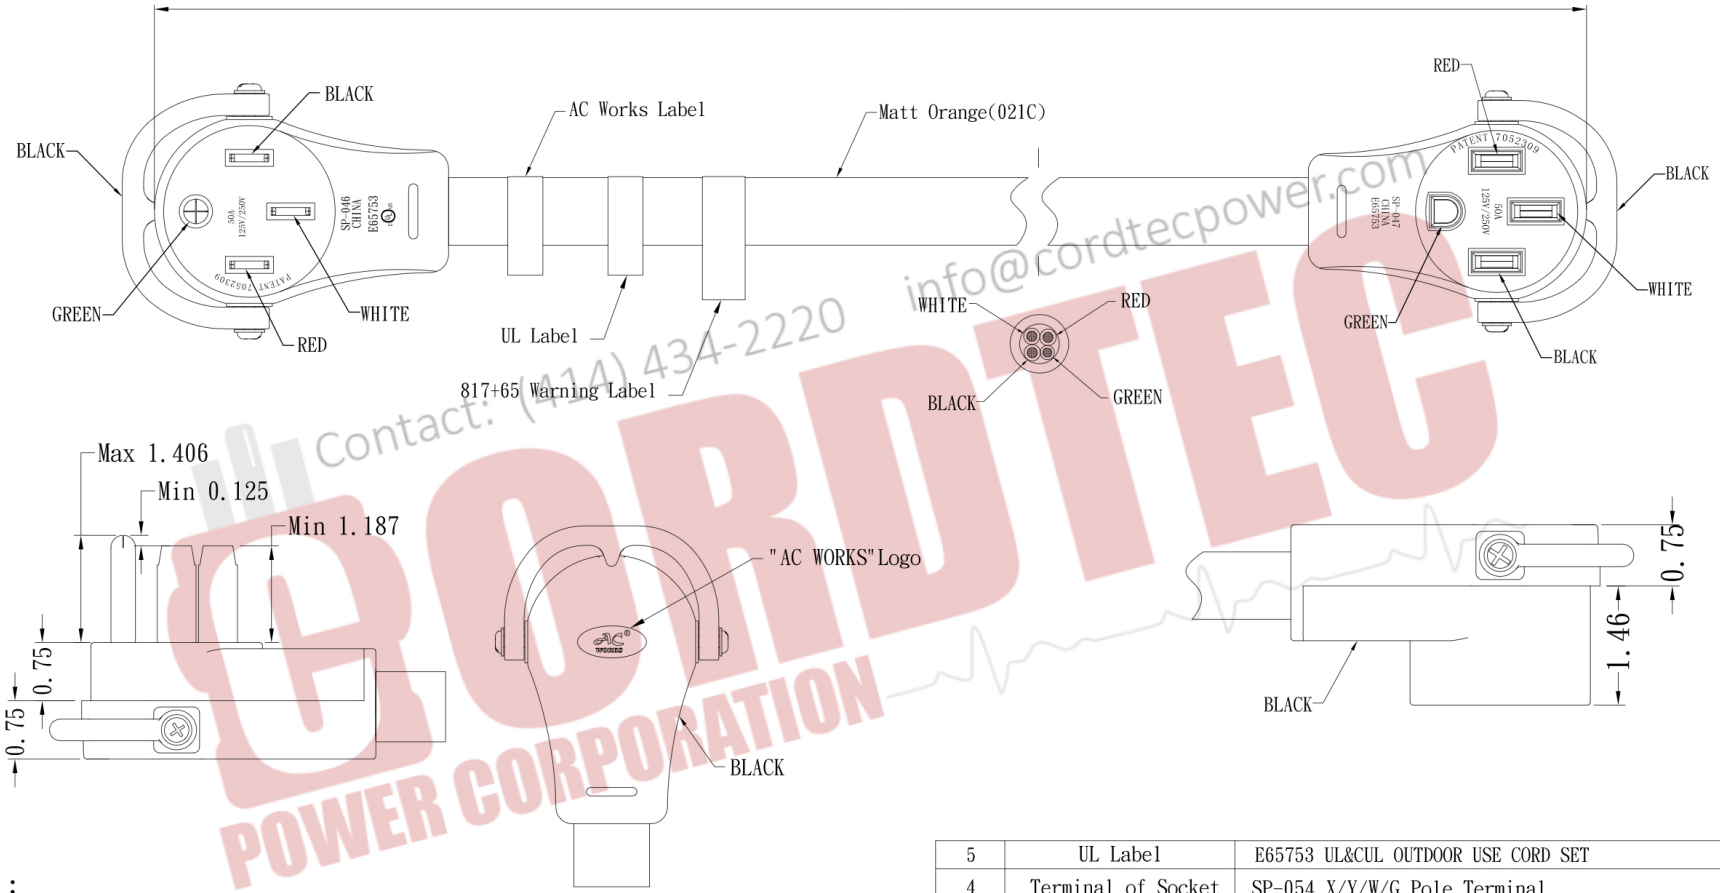 BLACK
BLACK
AC Works Label
Matt Orange(021C)
RED
BLACK
50A
125V/250V
SP-046
CHINA
E65753
PATENT 7052309
GREEN
RED
WHITE
UL Label
817+65 Warning Label
PATENT 7052309
SP-047
CHINA
E65753
50A
125V/250V
WHITE
GREEN
BLACK
WHITE
RED
BLACK
GREEN
Contact: (414) 434-2220 info@cordtecpower.com
CORDTEC
POWER CORPORATION
Max 1.406
Min 0.125
Min 1.187
0.75
0.75
"AC WORKS"Logo
AC®
WORKS
BLACK
0.75
1.46
BLACK
5 UL Label E65753 UL&CUL OUTDOOR USE CORD SET
4 Terminal of Socket SP-054 X/Y/W/G Pole Terminal
: